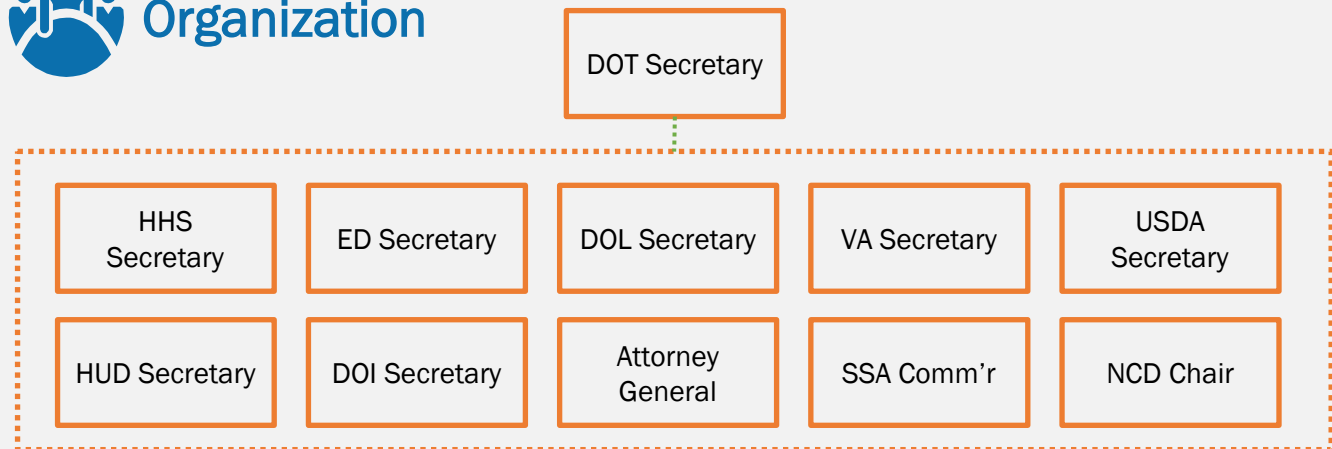 Organization
DOT Secretary
HHS
Secretary
ED Secretary
DOL Secretary
VA Secretary
USDA
Secretary
HUD Secretary
DOI Secretary
Attorney
General
SSA Comm’r
NCD Chair